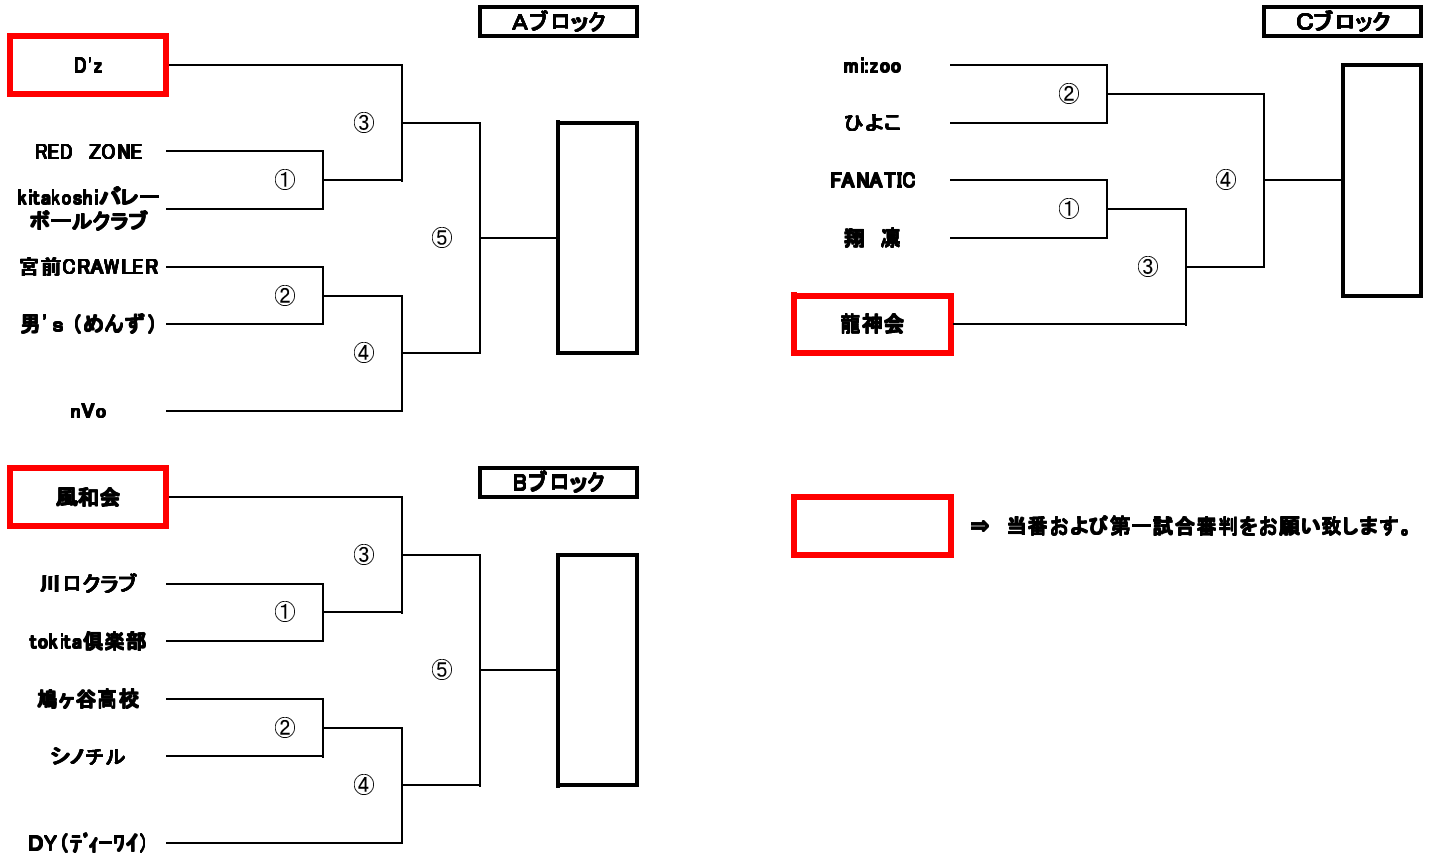 Aブロック
D'z
③
RED　ZONE
①
kitakoshiバレー
ボールクラブ
⑤
宮前CRAWLER
②
男’s（めんず）
④
nVo
Bブロック
風和会
③
川口クラブ
①
tokita倶楽部
⑤
鳩ヶ谷高校
②
シノチル
④
DY(ﾃﾞｨｰﾜｲ)
Cブロック
mi:zoo
②
ひよこ
FANATIC
④
①
翔　凜
③
龍神会
⇒　当番および第一試合審判をお願い致します。